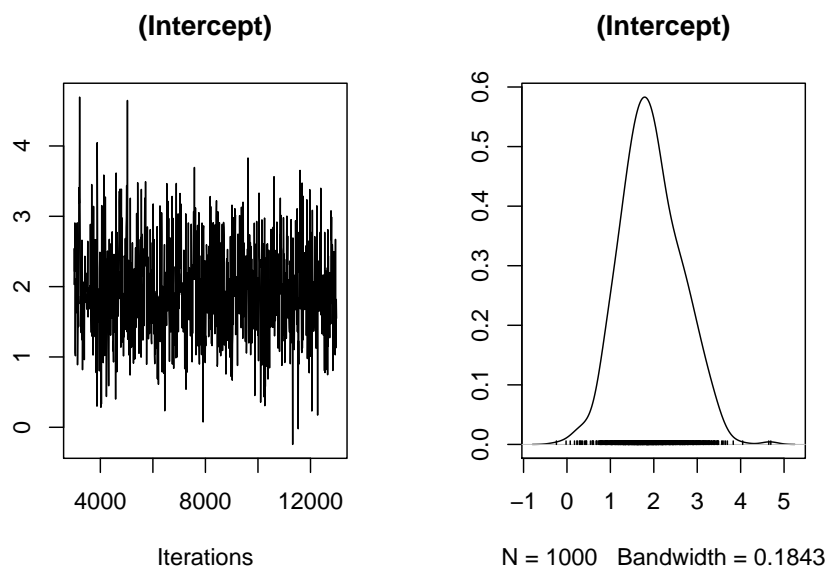 (Intercept)
4
3
2
1
0
4000 8000 12000
Iterations
(Intercept)
0.6
0.5
0.4
0.3
0.2
0.1
0.0
−1 0 1 2 3 4 5
N = 1000 Bandwidth = 0.1843